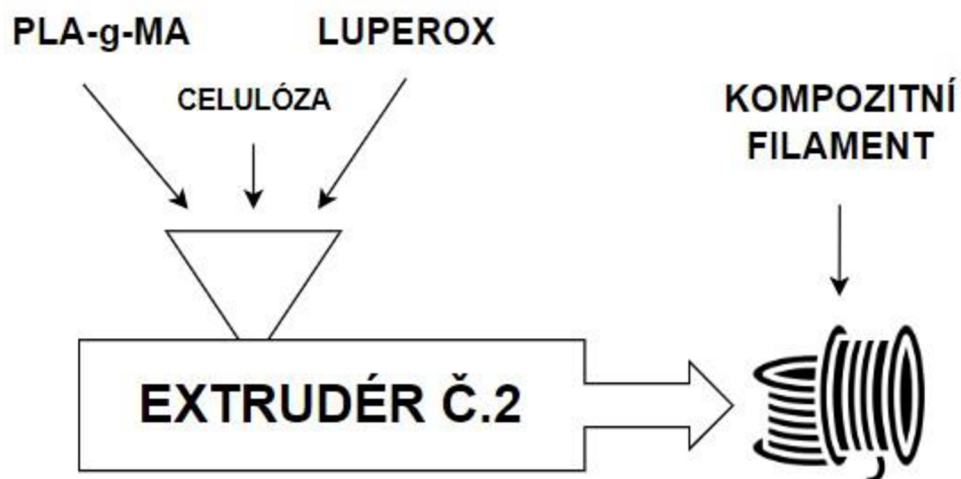 PLA-g-MA
LUPEROX
CELULÓZA
KOMPOZITNÍ
FILAMENT
EXTRUDÉR Č.2